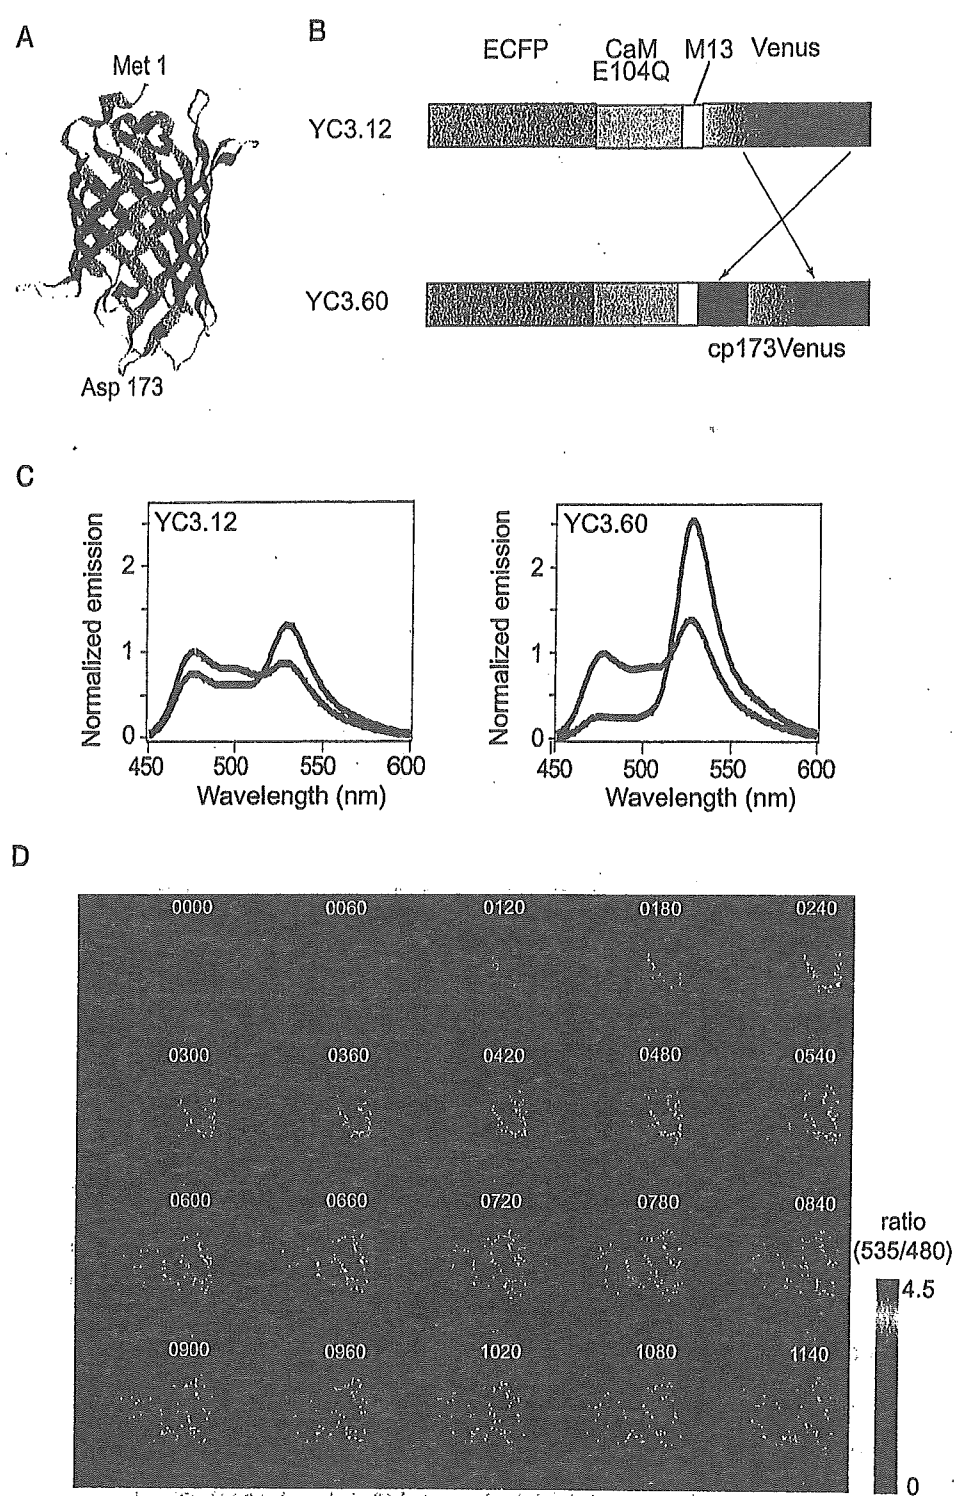 A
Met 1
Asp 173
B
ECFP
CaM
E104Q
M13
Venus
YC3.12
YC3.60
cp173Venus
C
YC3.12
Normalized emission
2
1
0
450
500
550
600
Wavelength (nm)
YC3.60
Normalized emission
2
1
0
450
500
550
600
Wavelength (nm)
D
0000
0060
0120
0180
0240
0300
0360
0420
0480
0540
0600
0660
0720
0780
0840
0900
0960
1020
1080
1140
ratio
(535/480)
4.5
0